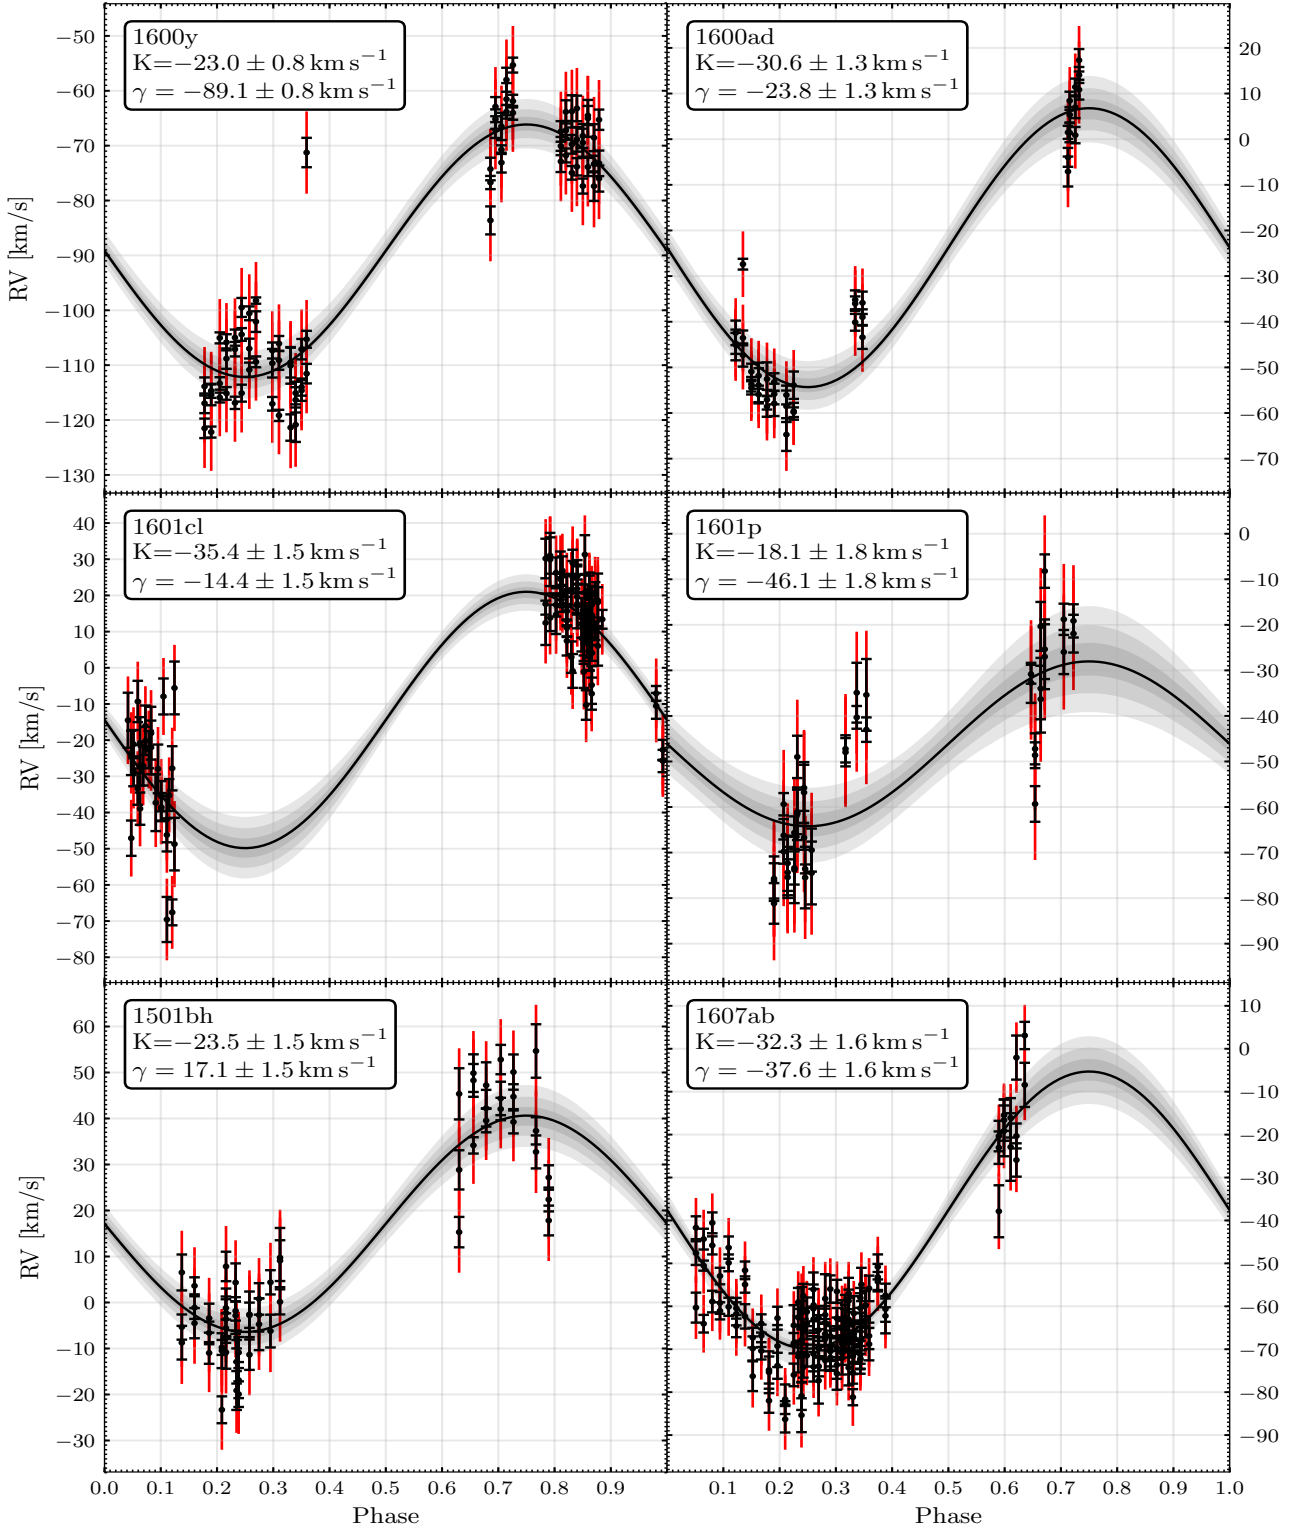 1600y
K=−23.0 ± 0.8 km s⁻¹
γ = −89.1 ± 0.8 km s⁻¹
−50
−60
−70
−80
−90
−100
−110
−120
−130
RV [km/s]
1600ad
K=−30.6 ± 1.3 km s⁻¹
γ = −23.8 ± 1.3 km s⁻¹
20
10
0
−10
−20
−30
−40
−50
−60
−70
1601cl
K=−35.4 ± 1.5 km s⁻¹
γ = −14.4 ± 1.5 km s⁻¹
40
30
20
10
0
−10
−20
−30
−40
−50
−60
−70
−80
RV [km/s]
1601p
K=−18.1 ± 1.8 km s⁻¹
γ = −46.1 ± 1.8 km s⁻¹
0
−10
−20
−30
−40
−50
−60
−70
−80
−90
1501bh
K=−23.5 ± 1.5 km s⁻¹
γ = 17.1 ± 1.5 km s⁻¹
60
50
40
30
20
10
0
−10
−20
−30
RV [km/s]
1607ab
K=−32.3 ± 1.6 km s⁻¹
γ = −37.6 ± 1.6 km s⁻¹
10
0
−10
−20
−30
−40
−50
−60
−70
−80
−90
0.0 0.1 0.2 0.3 0.4 0.5 0.6 0.7 0.8 0.9
0.1 0.2 0.3 0.4 0.5 0.6 0.7 0.8 0.9 1.0
Phase
Phase